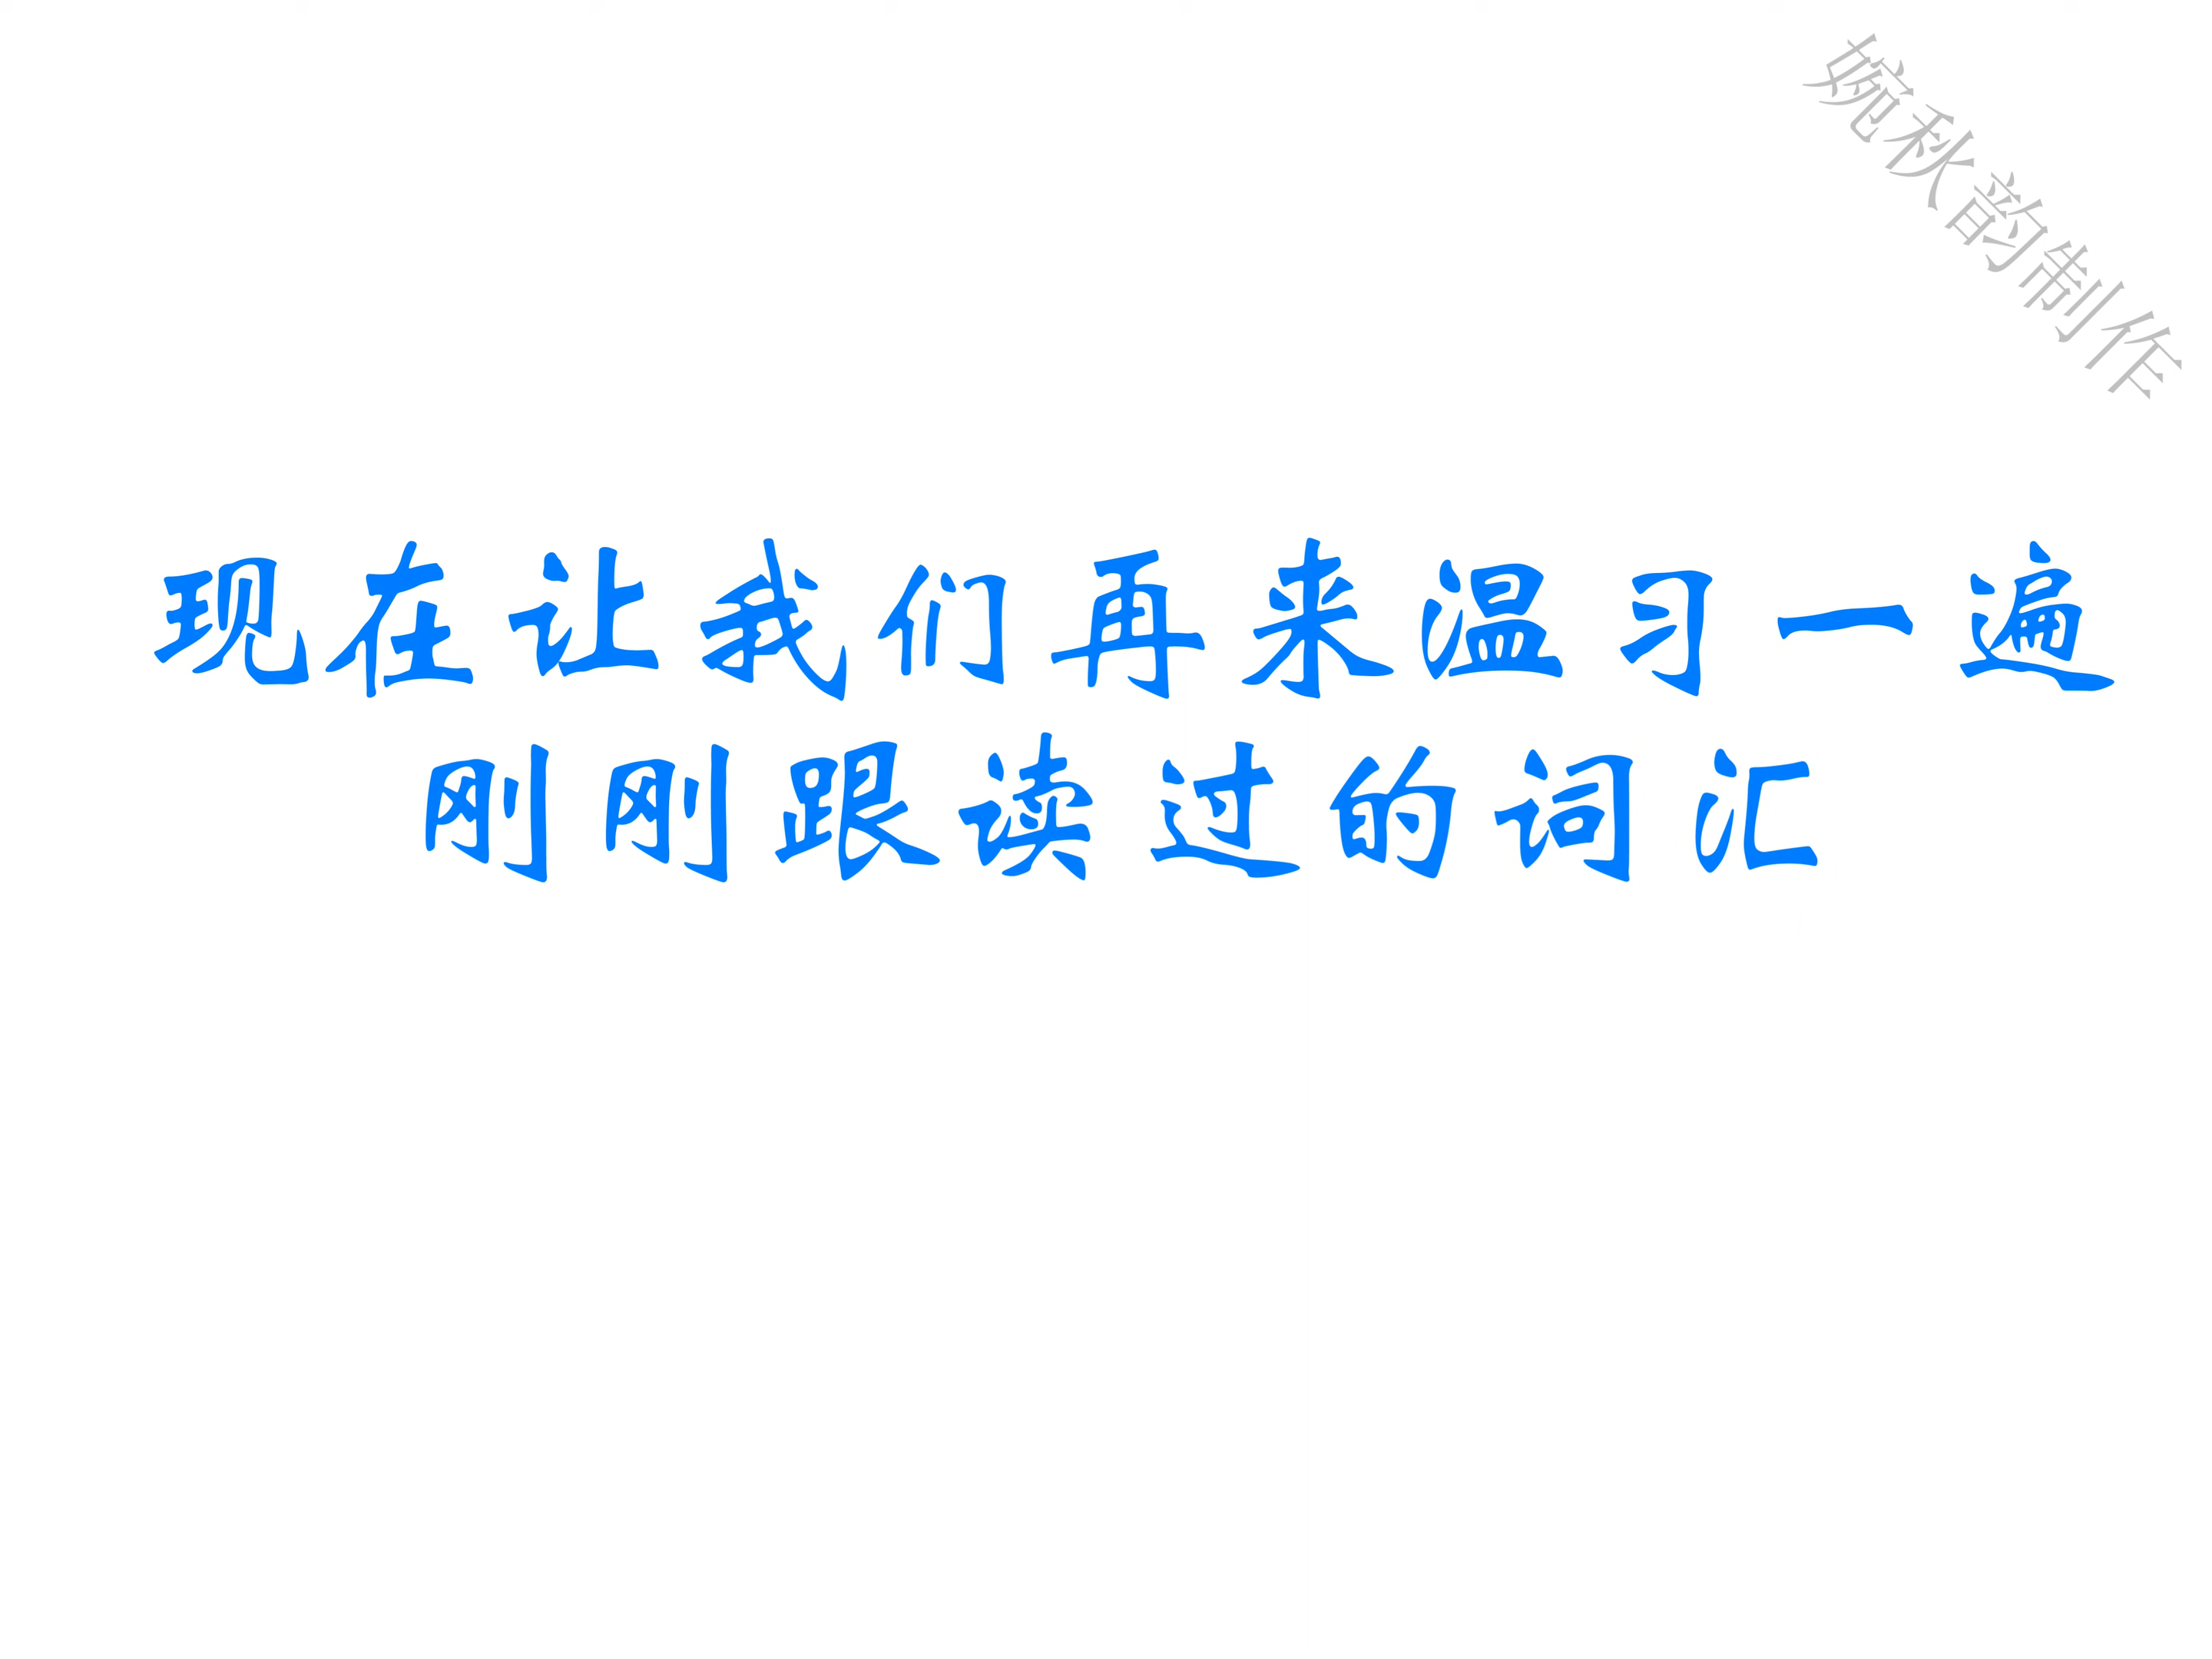 婉秋韵制作
现在让我们再来温习一遍
刚刚跟读过的词汇